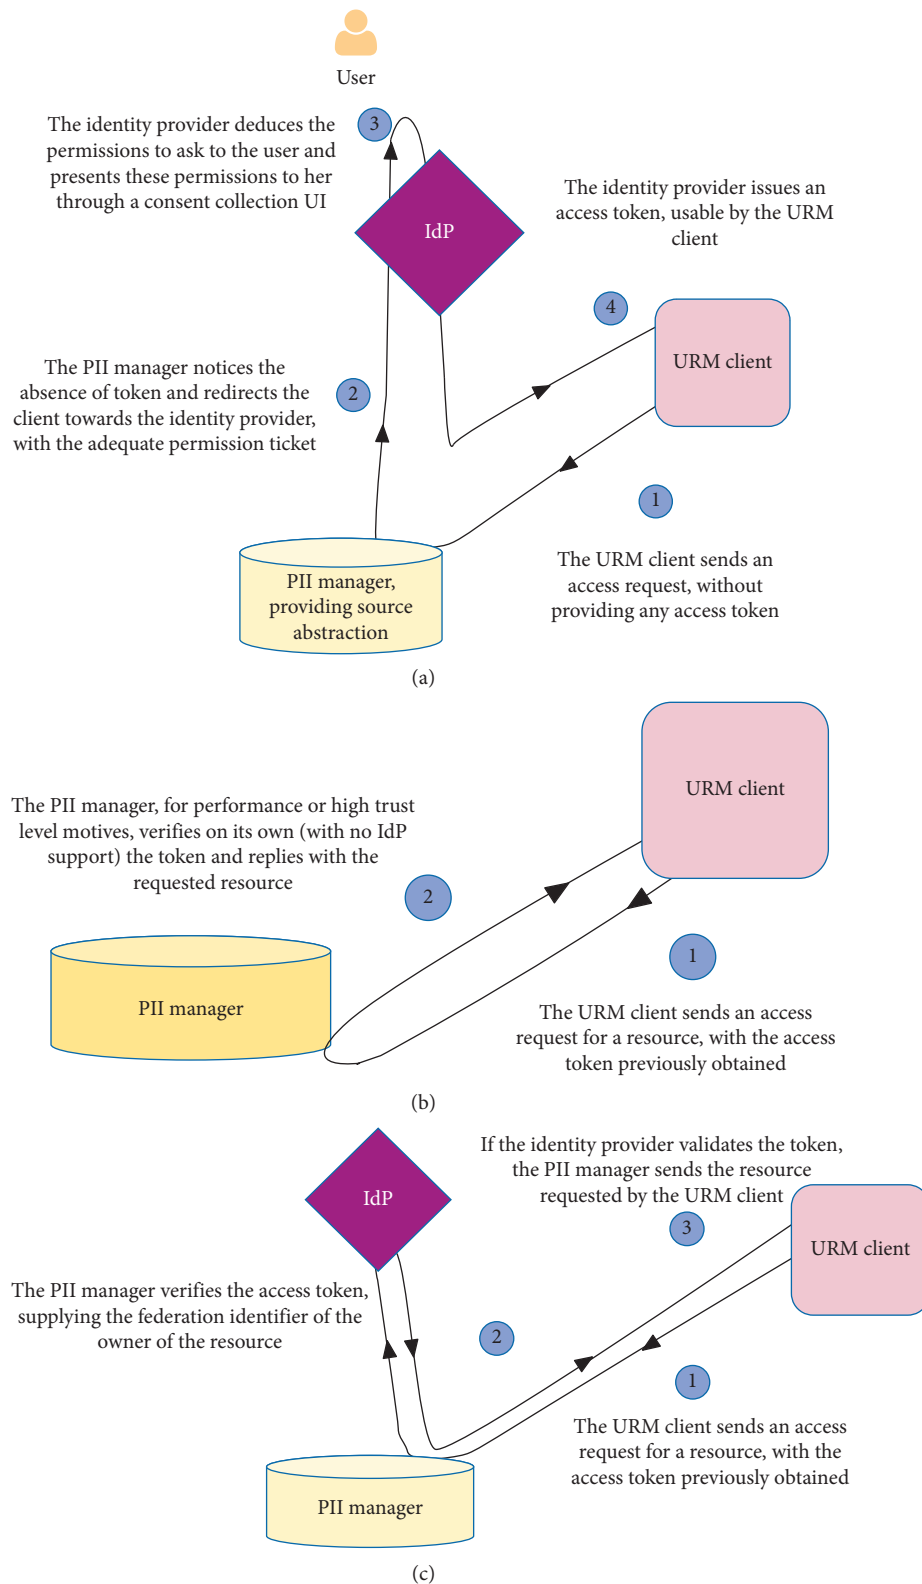 User
3
The identity provider deduces the
permissions to ask to the user and
presents these permissions to her
through a consent collection UI
IdP
The identity provider issues an
access token, usable by the URM
client
4
URM client
The PII manager notices the
absence of token and redirects the
client towards the identity provider,
with the adequate permission ticket
2
1
The URM client sends an
access request, without
providing any access token
PII manager,
providing source
abstraction
(a)
URM client
The PII manager, for performance or high trust
level motives, verifies on its own (with no IdP
support) the token and replies with the
requested resource
2
1
PII manager
The URM client sends an access
request for a resource, with the access
token previously obtained
(b)
If the identity provider validates the token,
the PII manager sends the resource
requested by the URM client
IdP
3
URM client
The PII manager verifies the access token,
supplying the federation identifier of the
owner of the resource
2
1
The URM client sends an access
request for a resource, with the
access token previously obtained
PII manager
(c)